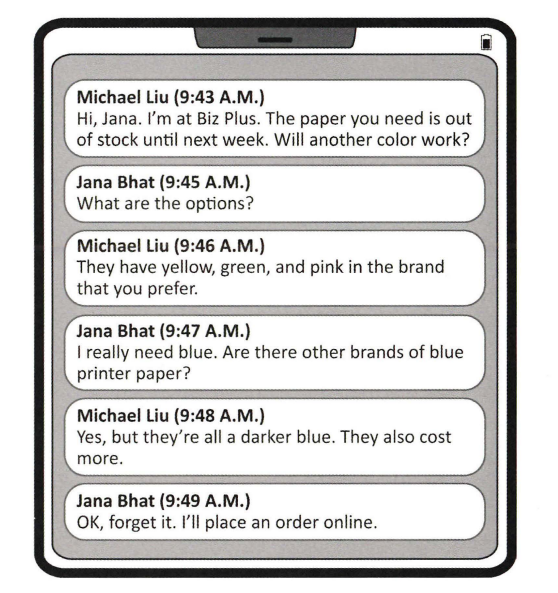 Michael Liu (9:43 A.M.)
Hi, Jana. I'm at Biz Plus. The paper you need is out
of stock until next week. Will another color work?
Jana Bhat (9:45 A.M.)
What are the options?
Michael Liu (9:46 A.M.)
They have yellow, green, and pink in the brand
that you prefer.
Jana Bhat (9:47 A.M.)
I really need blue. Are there other brands of blue
printer paper?
Michael Liu (9:48 A.M.)
Yes, but they're all a darker blue. They also cost
more.
Jana Bhat (9:49 A.M.)
OK, forget it. I'll place an order online.